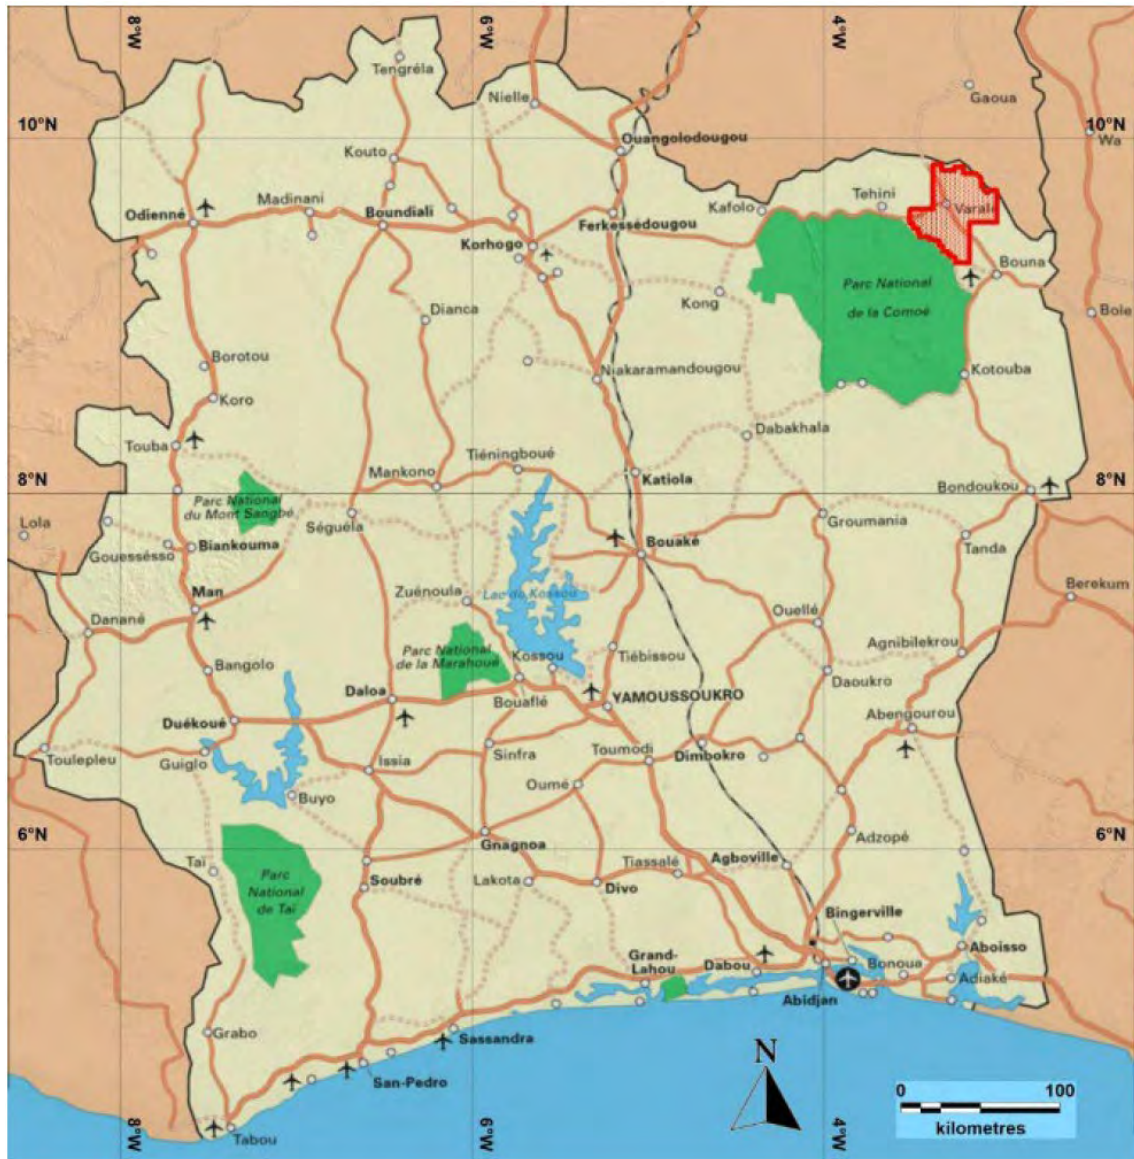 8°W
6°W
4°W
Tengréla
Nielle
Gaoua
10°N
10°N
Ouangolodougou
Wa
Kouto
Madinani
Tehini
Odienné
Boundiali
Kafolo
Varalé
Korhogo
Ferkessédougou
Bouna
Kong
Parc National
de la Comoé
Dianca
Bole
Borotou
Niakaramandougou
Kotouba
Koro
Dabakhala
Touba
Tiéningboué
Mankono
Katiola
8°N
8°N
Bondoukou
Parc National
du Mont Sangbé
Lola
Séguéla
Groumania
Gouessésso
Biankouma
Bouaké
Tanda
Man
Zuénoula
Lac de Kossou
Berekum
Ouellé
Danané
Parc National
de la Marahoué
Kossou
Tiébissou
Agnibilekrou
Bangolo
Daloa
Bouaflé
YAMOUSSOUKRO
Daoukro
Duékoué
Abengourou
Toulepleu
Guiglo
Issia
Sinfra
Toumodi
Dimbokro
Buyo
Oumé
6°N
6°N
Gnagnoa
Adzopé
Taï
Parc
National
de Taï
Soubré
Lakota
Divo
Tiassalé
Agboville
Bingerville
Grand-
Lahou
Dabou
Bonoua
Aboisso
Adiaké
Abidjan
Grabo
Sassandra
San-Pedro
Tabou
N
0
100
kilometres
8°W
6°W
4°W